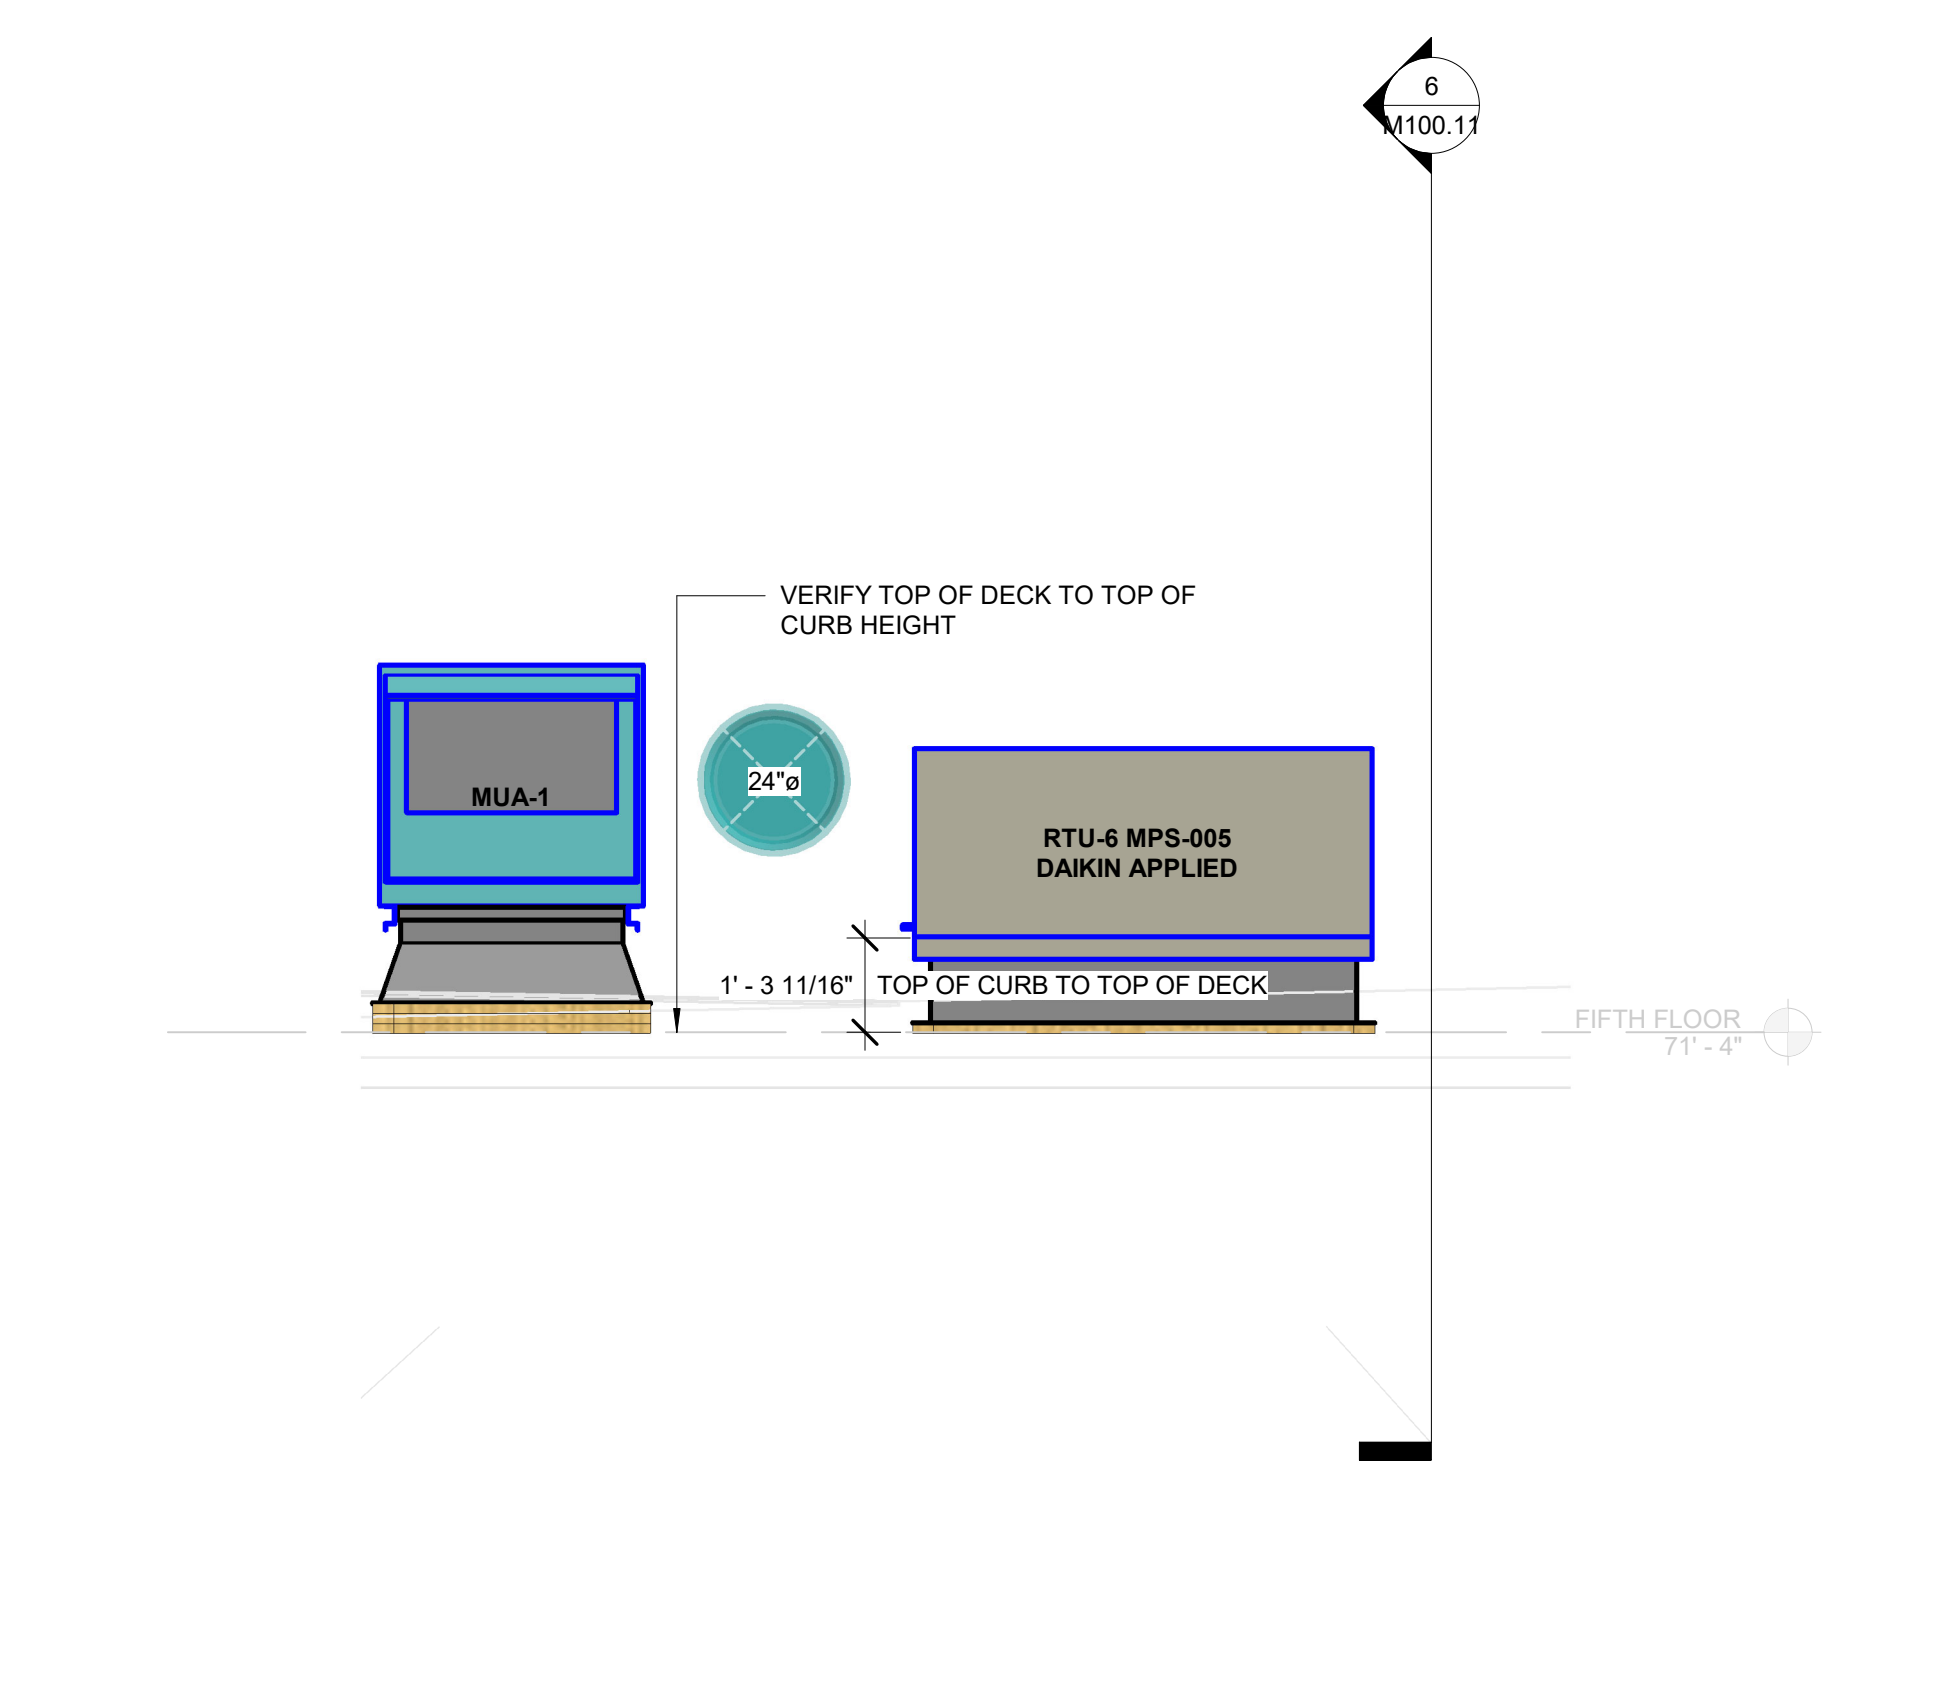 6
M100.11
VERIFY TOP OF DECK TO TOP OF
CURB HEIGHT
24"ø
MUA-1
RTU-6 MPS-005
DAIKIN APPLIED
1' - 3 11/16" TOP OF CURB TO TOP OF DECK
FIFTH FLOOR
71' - 4"